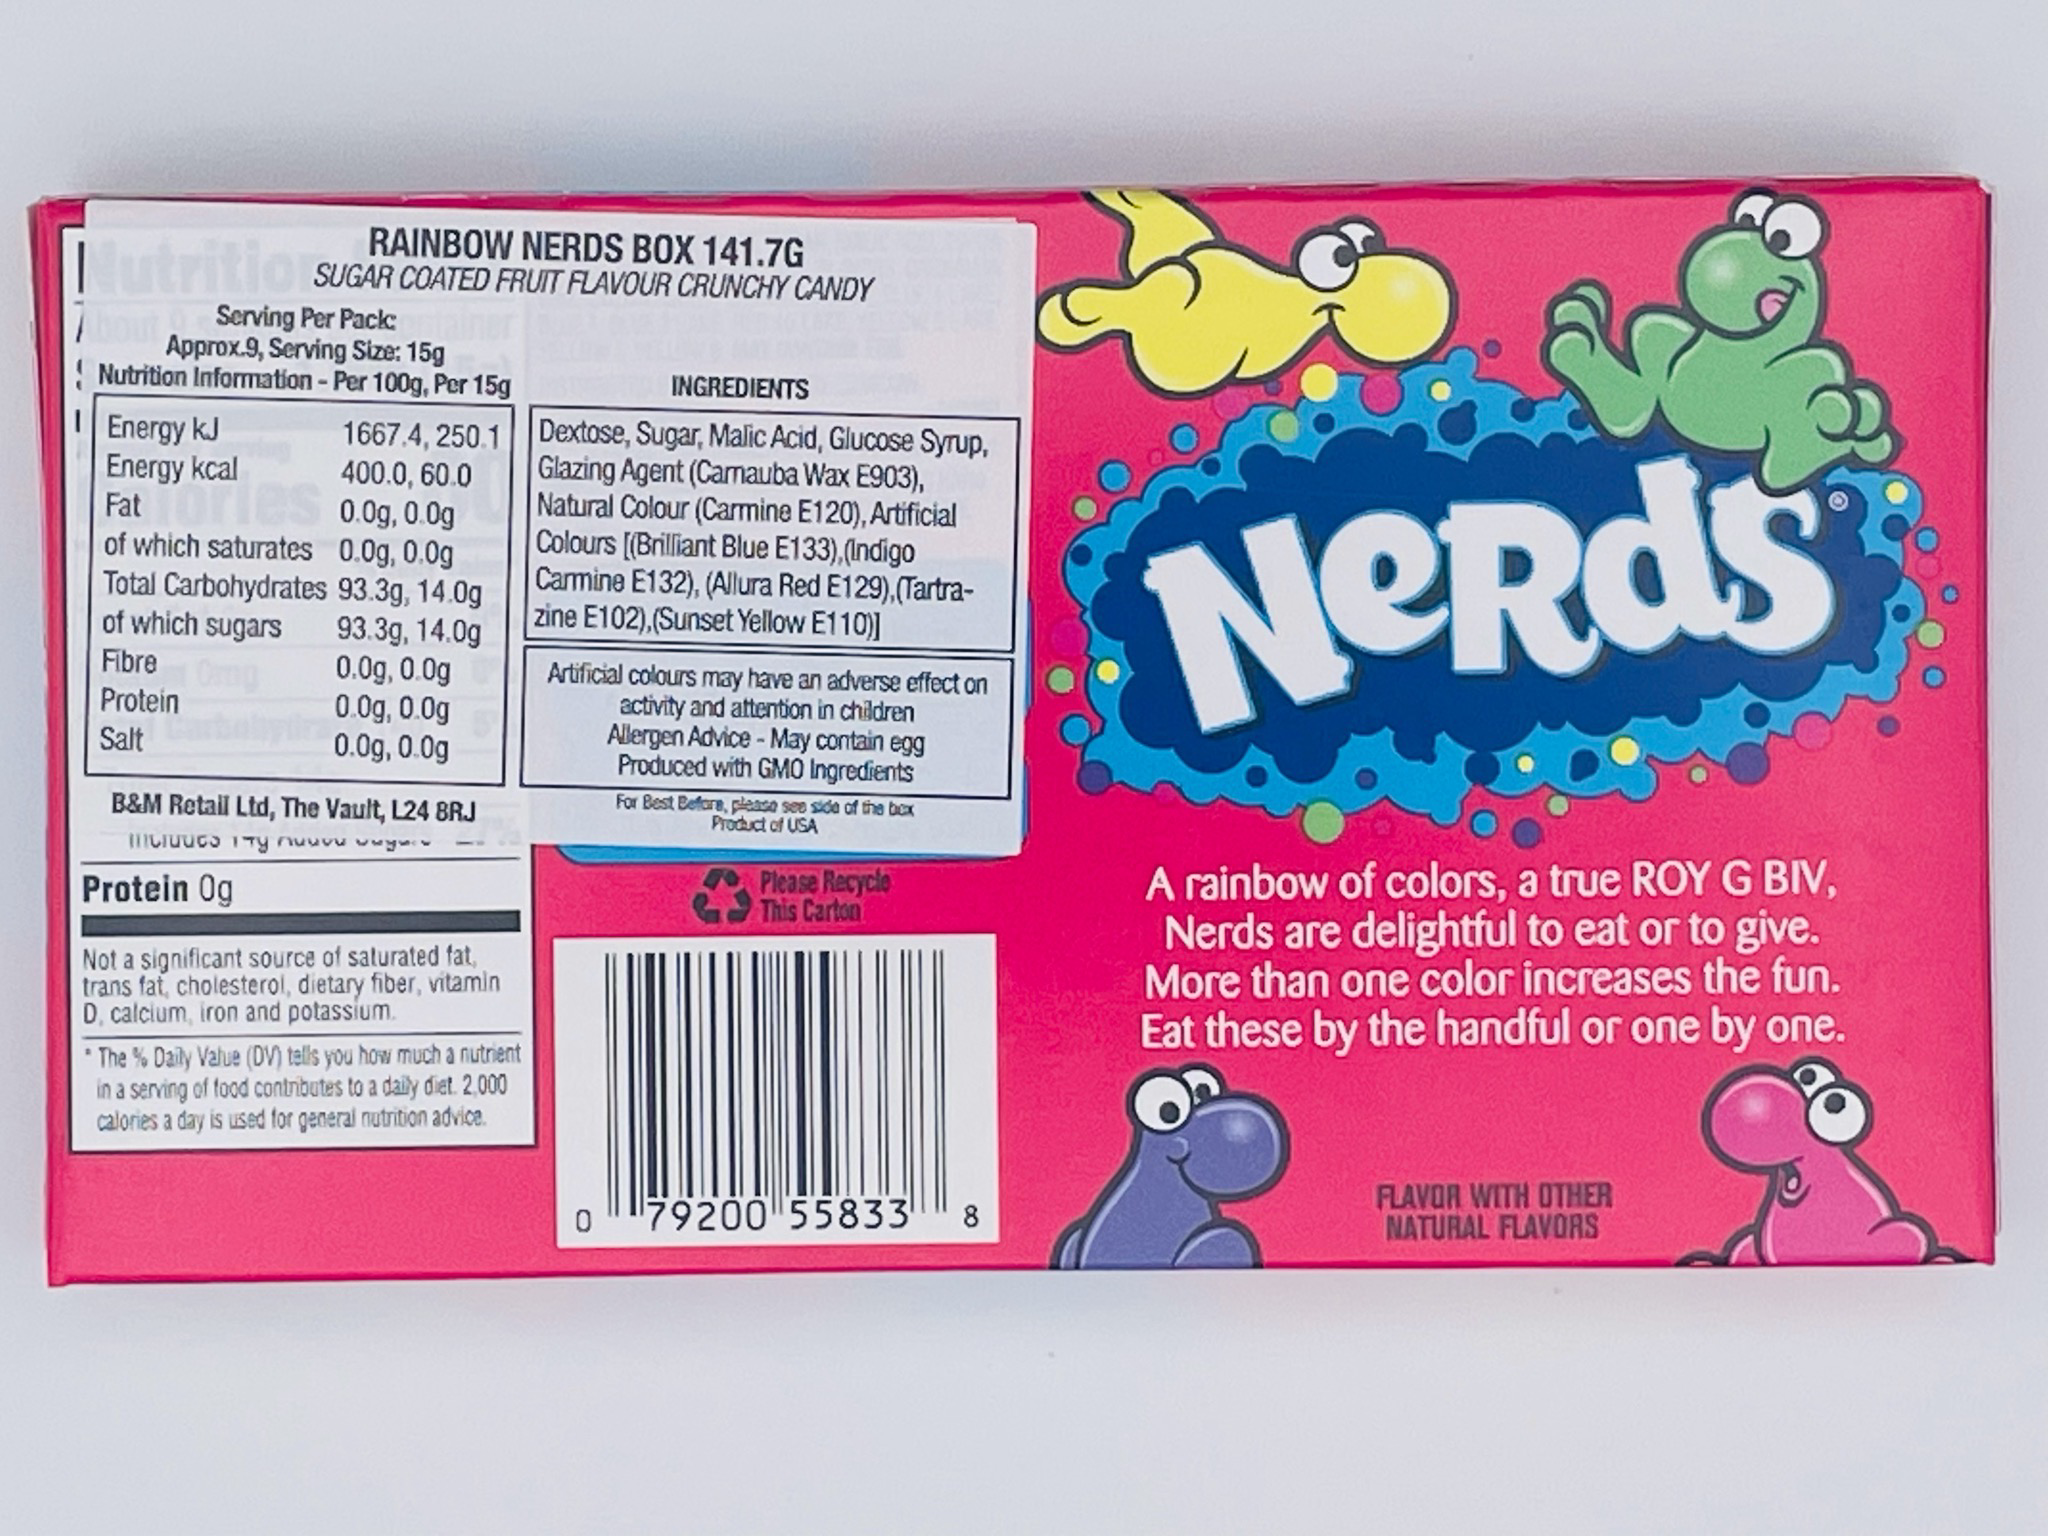 RAINBOW NERDS BOX 141.7G
SUGAR COATED FRUIT FLAVOUR CRUNCHY CANDY
Serving Per Pack:
Approx.9, Serving Size: 15g
Nutrition Information - Per 100g, Per 15g
Energy kJ 1667.4, 250.1
Energy kcal 400.0, 60.0
Fat 0.0g, 0.0g
of which saturates 0.0g, 0.0g
Total Carbohydrates 93.3g, 14.0g
of which sugars 93.3g, 14.0g
Fibre 0.0g, 0.0g
Protein 0.0g, 0.0g
Salt 0.0g, 0.0g
B&M Retail Ltd, The Vault, L24 8RJ
INGREDIENTS
Dextose, Sugar, Malic Acid, Glucose Syrup,
Glazing Agent (Carnauba Wax E903),
Natural Colour (Carmine E120), Artificial
Colours [(Brilliant Blue E133),(Indigo
Carmine E132), (Allura Red E129),(Tartra-
zine E102),(Sunset Yellow E110)]
Artificial colours may have an adverse effect on
activity and attention in children
Allergen Advice - May contain egg
Produced with GMO Ingredients
For Best Before, please see side of the box
Product of USA
Protein 0g
Not a significant source of saturated fat,
trans fat, cholesterol, dietary fiber, vitamin
D, calcium, iron and potassium.
* The % Daily Value (DV) tells you how much a nutrient
in a serving of food contributes to a daily diet. 2,000
calories a day is used for general nutrition advice.
Please Recycle
This Carton
0 79200 55833 8
NeRds®
A rainbow of colors, a true ROY G BIV,
Nerds are delightful to eat or to give.
More than one color increases the fun.
Eat these by the handful or one by one.
FLAVOR WITH OTHER
NATURAL FLAVORS